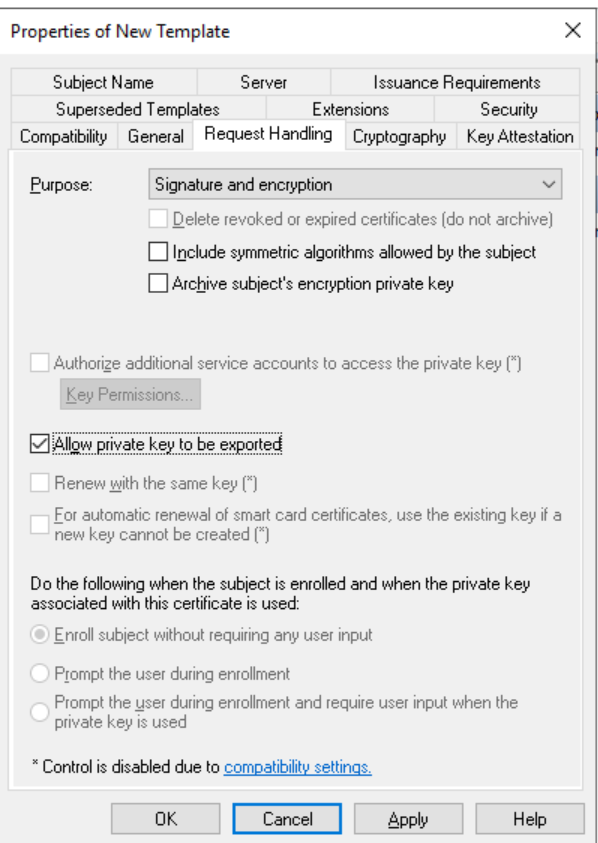 Properties of New Template
Subject Name Server Issuance Requirements
Superseded Templates Extensions Security
Compatibility General Request Handling Cryptography Key Attestation
Purpose: Signature and encryption
Delete revoked or expired certificates (do not archive)
Include symmetric algorithms allowed by the subject
Archive subject's encryption private key
Authorize additional service accounts to access the private key (*)
Key Permissions...
Allow private key to be exported
Renew with the same key (*)
For automatic renewal of smart card certificates, use the existing key if a
new key cannot be created (*)
Do the following when the subject is enrolled and when the private key
associated with this certificate is used:
Enroll subject without requiring any user input
Prompt the user during enrollment
Prompt the user during enrollment and require user input when the
private key is used
* Control is disabled due to compatibility settings.
OK Cancel Apply Help